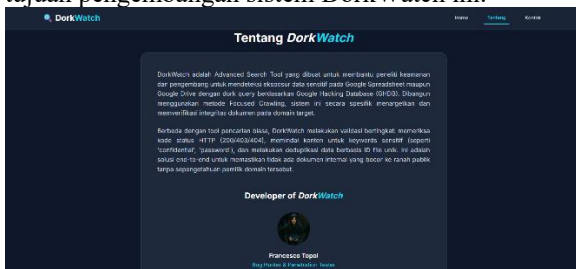 tujuan pengembangan sistem DorkWatch ini.
DorkWatch
Home Tentang Kontak
Tentang DorkWatch
DorkWatch adalah Advanced Search Tool yang dibuat untuk membantu peneliti keamanan
dan pengembang untuk mendeteksi eksposur data sensitif pada Google Spreadsheet maupun
Google Drive dengan dork query berdasarkan Google Hacking Database (GHDB). Dibangun
menggunakan metode Focused Crawling, sistem ini secara spesifik menargetkan dan
memverifikasi integritas dokumen pada domain target.
Berbeda dengan tool pencarian biasa, DorkWatch melakukan validasi bertingkat: memeriksa
kode status HTTP (200/403/404), memindai konten untuk keywords sensitif (seperti
'confidential', 'password'), dan melakukan deduplikasi data berbasis ID file unik. Ini adalah
solusi end-to-end untuk memastikan tidak ada dokumen internal yang bocor ke ranah publik
tanpa sepengetahuan pemilik domain tersebut.
Developer of DorkWatch
Francesco Topol
Bug Hunter & Penetration Tester